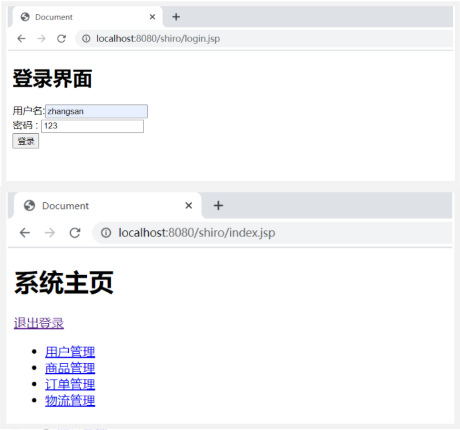 Document
localhost:8080/shiro/login.jsp
登录界面
用户名:zhangsan
密码 : 123
登录
Document
localhost:8080/shiro/index.jsp
系统主页
退出登录
用户管理
商品管理
订单管理
物流管理